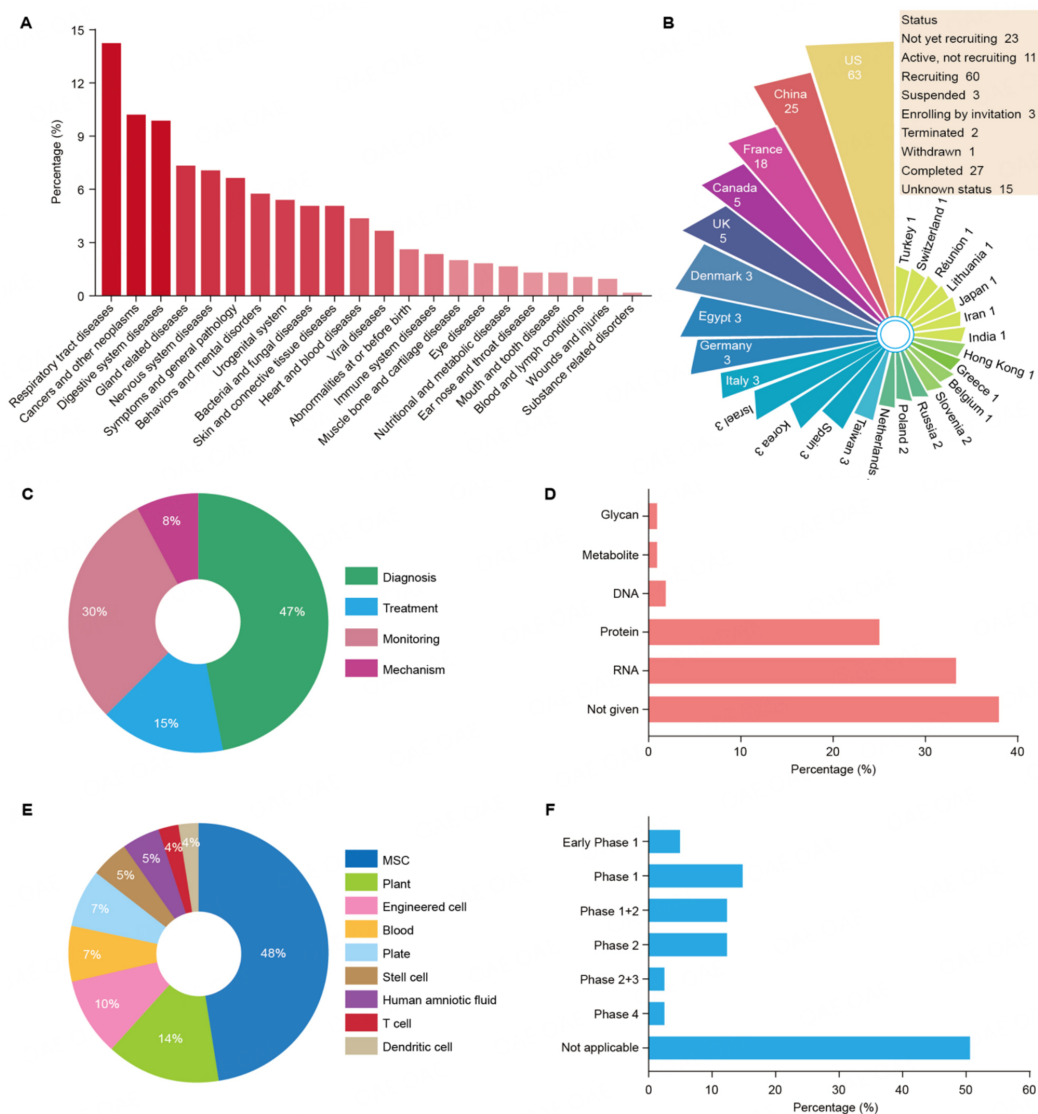 A
15
12
9
6
3
0
Percentage (%)
Respiratory tract diseases
Cancers and other neoplasms
Digestive system diseases
Gland related diseases
Nervous system diseases
Symptoms and general pathology
Behaviors and mental disorders
Urogenital system
Bacterial and fungal diseases
Skin and connective tissue diseases
Heart and blood diseases
Viral diseases
Abnormalities at or before birth
Immune system diseases
Muscle bone and cartilage diseases
Eye diseases
Nutritional and metabolic diseases
Ear nose and throat diseases
Mouth and tooth diseases
Blood and lymph conditions
Wounds and injuries
Substance related disorders
B
Status
Not yet recruiting 23
Active, not recruiting 11
Recruiting 60
Suspended 3
Enrolling by invitation 3
Terminated 2
Withdrawn 1
Completed 27
Unknown status 15
US
63
China
25
France
18
Canada
5
UK
5
Denmark 3
Egypt 3
Germany
3
Italy 3
Israel 3
Korea 3
Spain 3
Taiwan 3
Netherlands
Poland 2
Russia 2
Slovenia 2
Belgium 1
Greece 1
Hong Kong 1
India 1
Iran 1
Japan 1
Lithuania 1
Réunion 1
Switzerland 1
Turkey 1
C
8%
47%
30%
15%
Diagnosis
Treatment
Monitoring
Mechanism
D
Glycan
Metabolite
DNA
Protein
RNA
Not given
0
10
20
30
40
Percentage (%)
E
4%
4%
5%
5%
7%
7%
10%
14%
48%
MSC
Plant
Engineered cell
Blood
Plate
Stell cell
Human amniotic fluid
T cell
Dendritic cell
F
Early Phase 1
Phase 1
Phase 1+2
Phase 2
Phase 2+3
Phase 4
Not applicable
0
10
20
30
40
50
60
Percentage (%)